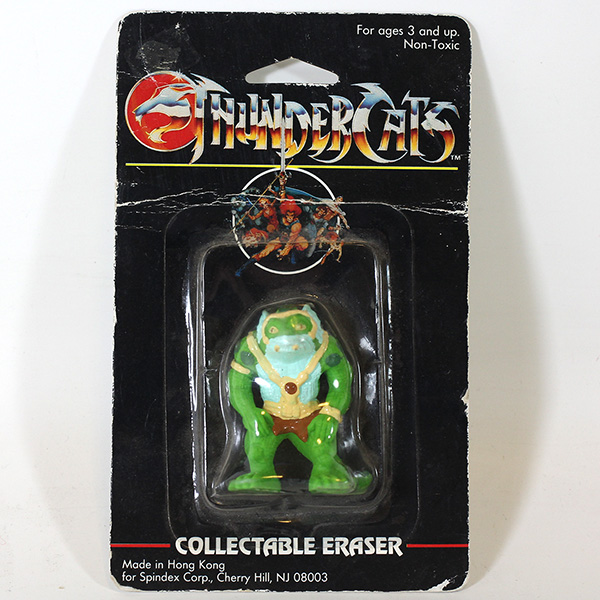 For ages 3 and up.
Non-Toxic
THUNDERCATS
TM
COLLECTABLE ERASER
Made in Hong Kong
for Spindex Corp., Cherry Hill, NJ 08003